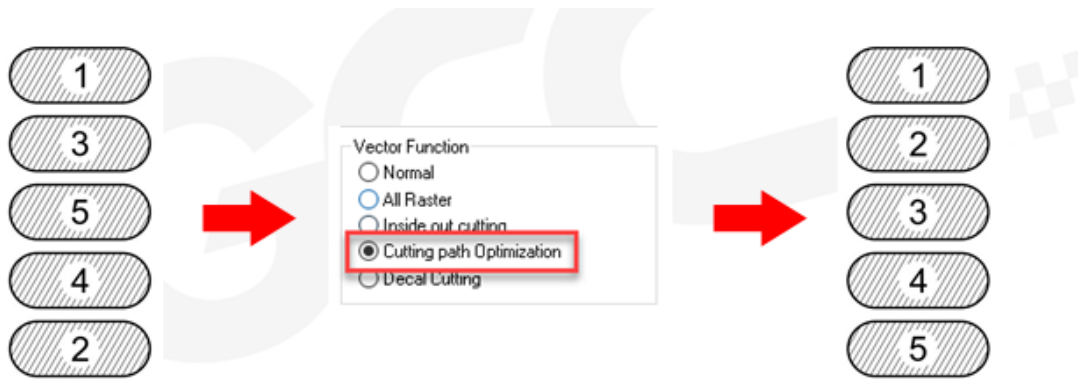 1
3
5
4
2
Vector Function
Normal
All Raster
Inside out cutting
Cutting path Optimization
Decal Cutting
1
2
3
4
5